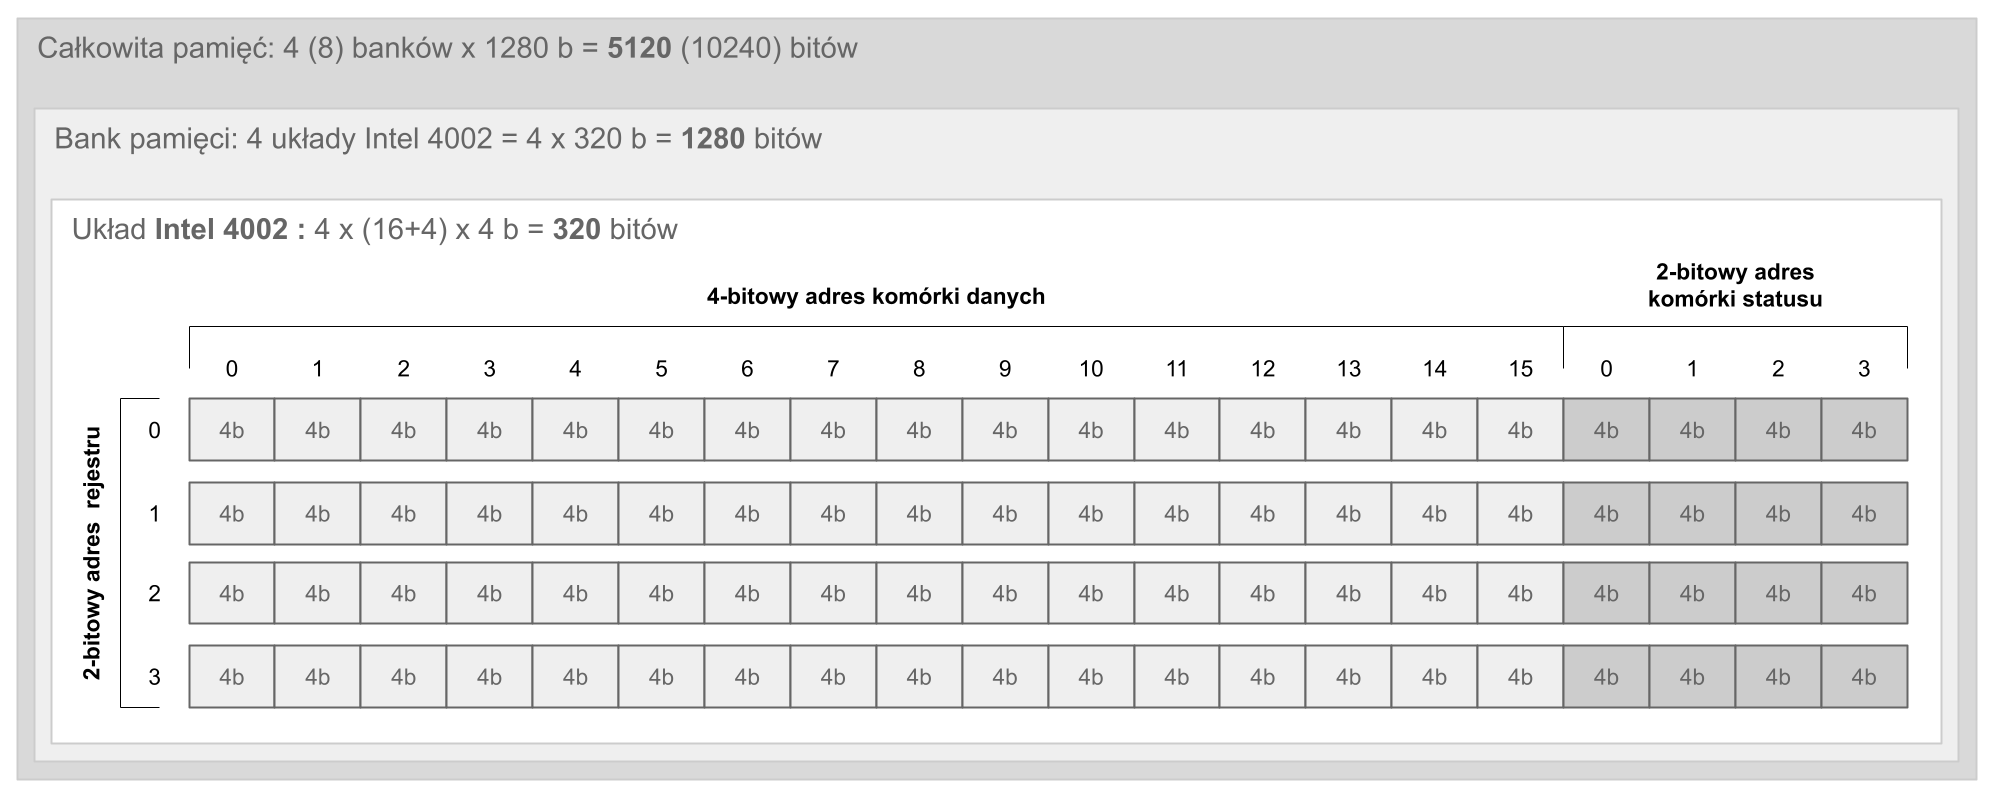 Całkowita pamięć: 4 (8) banków x 1280 b = 5120 (10240) bitów
Bank pamięci: 4 układy Intel 4002 = 4 x 320 b = 1280 bitów
Układ Intel 4002 : 4 x (16+4) x 4 b = 320 bitów
4-bitowy adres komórki danych
2-bitowy adres
komórki statusu
0 1 2 3 4 5 6 7 8 9 10 11 12 13 14 15 0 1 2 3
2-bitowy adres rejestru
0 4b 4b 4b 4b 4b 4b 4b 4b 4b 4b 4b 4b 4b 4b 4b 4b 4b 4b 4b 4b
1 4b 4b 4b 4b 4b 4b 4b 4b 4b 4b 4b 4b 4b 4b 4b 4b 4b 4b 4b 4b
2 4b 4b 4b 4b 4b 4b 4b 4b 4b 4b 4b 4b 4b 4b 4b 4b 4b 4b 4b 4b
3 4b 4b 4b 4b 4b 4b 4b 4b 4b 4b 4b 4b 4b 4b 4b 4b 4b 4b 4b 4b